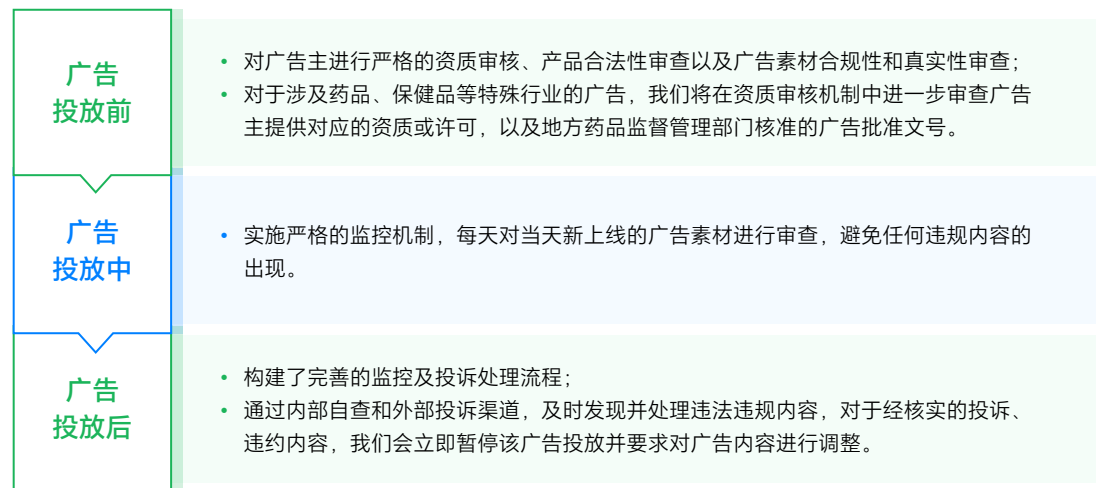 广告
投放前
• 对广告主进行严格的资质审核、产品合法性审查以及广告素材合规性和真实性审查；
• 对于涉及药品、保健品等特殊行业的广告，我们将在资质审核机制中进一步审查广告
主提供对应的资质或许可，以及地方药品监督管理部门核准的广告批准文号。
广告
投放中
• 实施严格的监控机制，每天对当天新上线的广告素材进行审查，避免任何违规内容的
出现。
广告
投放后
• 构建了完善的监控及投诉处理流程；
• 通过内部自查和外部投诉渠道，及时发现并处理违法违规内容，对于经核实的投诉、
违约内容，我们会立即暂停该广告投放并要求对广告内容进行调整。